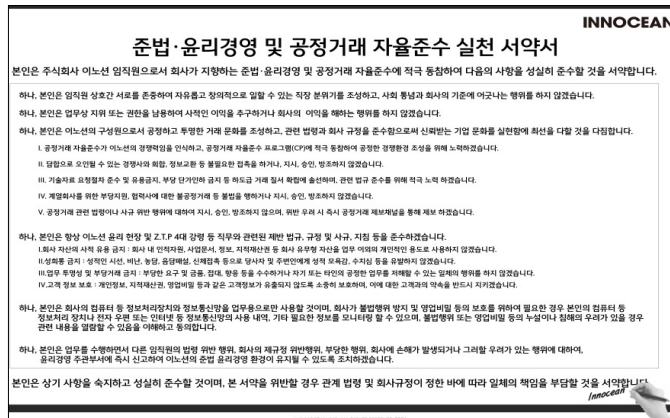 INNOCEAN
준법·윤리경영 및 공정거래 자율준수 실천 서약서
본인은 주식회사 이노션 임직원으로서 회사가 지향하는 준법·윤리경영 및 공정거래 자율준수에 적극 동참하여 다음의 사항을 성실히 준수할 것을 서약합니다.
하나, 본인은 임직원 상호간 서로를 존중하여 자유롭고 창의적으로 일할 수 있는 직장 분위기를 조성하고, 사회 통념과 회사의 기준에 어긋나는 행위를 하지 않겠습니다.
하나, 본인은 업무상 지위 또는 권한을 남용하여 사적인 이익을 추구하거나 회사의 이익을 해하는 행위를 하지 않겠습니다.
하나, 본인은 이노션의 구성원으로서 공정하고 투명한 거래 문화를 조성하고, 관련 법령과 회사 규정을 준수함으로써 신뢰받는 기업 문화를 실현함에 최선을 다할 것을 다짐합니다.
I. 공정거래 자율준수가 이노션의 경쟁력임을 인식하고, 공정거래 자율준수 프로그램(CP)에 적극 동참하여 공정한 경쟁환경 조성을 위해 노력하겠습니다.
II. 담합으로 오인될 수 있는 경쟁사와 회합, 정보교환 등 불필요한 접촉을 하거나, 지시, 승인, 방조하지 않겠습니다.
III. 기술자료 요청절차 준수 및 유용금지, 부당 단가인하 금지 등 하도급 거래 질서 확립에 솔선하며, 관련 법규 준수를 위해 적극 노력 하겠습니다.
IV. 계열회사를 위한 부당지원, 협력사에 대한 불공정거래 등 불법을 행하거나 지시, 승인, 방조하지 않겠습니다.
V. 공정거래 관련 법령이나 사규 위반 행위에 대하여 지시, 승인, 방조하지 않으며, 위반 우려 시 즉시 공정거래 제보채널을 통해 제보 하겠습니다.
하나, 본인은 항상 이노션 윤리 헌장 및 Z.T.P 4대 강령 등 직무와 관련된 제반 법규, 규정 및 사규, 지침 등을 준수하겠습니다.
I.회사 자산의 사적 유용 금지 : 회사 내 인적자원, 사업문서, 정보, 지적재산권 등 회사 유무형 자산을 업무 이외의 개인적인 용도로 사용하지 않겠습니다.
II.성희롱 금지 : 성적인 시선, 비난, 농담, 음담패설, 신체접촉 등으로 당사자 및 주변인에게 성적 모욕감, 수치심 등을 유발하지 않겠습니다.
III.업무 투명성 및 부당거래 금지 : 부당한 요구 및 금품, 접대, 향응 등을 수수하거나 자기 또는 타인의 공정한 업무를 저해할 수 있는 일체의 행위를 하지 않겠습니다.
IV.고객 정보 보호 : 개인정보, 지적재산권, 영업비밀 등과 같은 고객정보가 유출되지 않도록 소중히 보호하며, 이에 대한 고객과의 약속을 반드시 지키겠습니다.
하나, 본인은 회사의 컴퓨터 등 정보처리장치와 정보통신망을 업무용으로만 사용할 것이며, 회사가 불법행위 방지 및 영업비밀 등의 보호를 위하여 필요한 경우 본인의 컴퓨터 등
정보처리 장치나 전자 우편 또는 인터넷 등 정보통신망의 사용 내역, 기타 필요한 정보를 모니터링 할 수 있으며, 불법행위 또는 영업비밀 등의 누설이나 침해의 우려가 있을 경우
관련 내용을 열람할 수 있음을 이해하고 동의합니다.
하나, 본인은 업무를 수행하면서 다른 임직원의 법령 위반 행위, 회사의 제규정 위반행위, 부당한 행위, 회사에 손해가 발생되거나 그러할 우려가 있는 행위에 대하여,
윤리경영 주관부서에 즉시 신고하여 이노션의 준법 윤리경영 환경이 유지될 수 있도록 조치하겠습니다.
본인은 상기 사항을 숙지하고 성실히 준수할 것이며, 본 서약을 위반할 경우 관계 법령 및 회사규정이 정한 바에 따라 일체의 책임을 부담할 것을 서약합니다.
Innocean